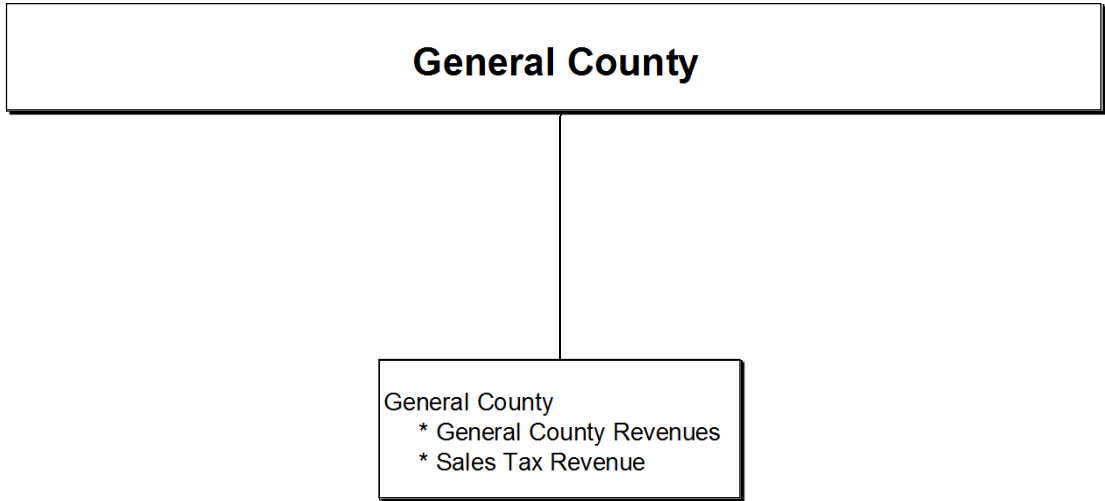 General County
General County
* General County Revenues
* Sales Tax Revenue